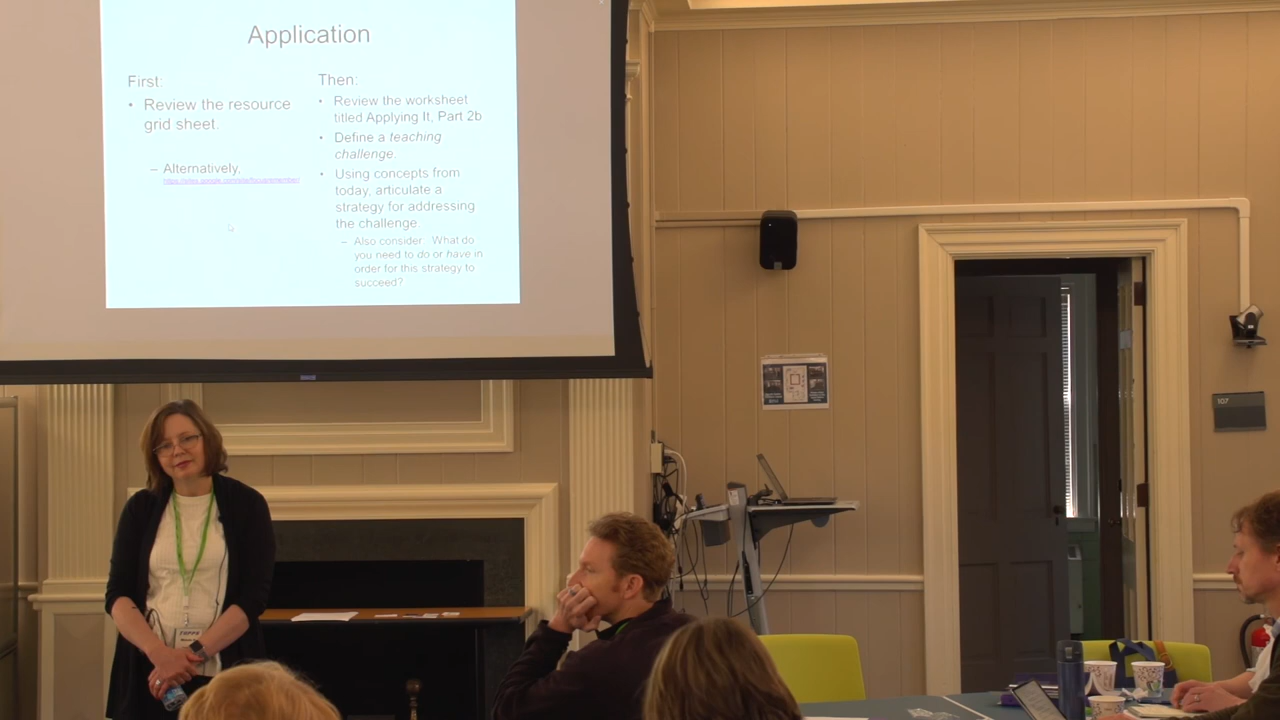 Application
First:
• Review the resource
grid sheet.
– Alternatively,
Then:
• Review the worksheet
titled Applying It, Part 2b
• Define a teaching
challenge.
• Using concepts from
today, articulate a
strategy for addressing
the challenge.
– Also consider: What do
you need to do or have in
order for this strategy to
succeed?
107